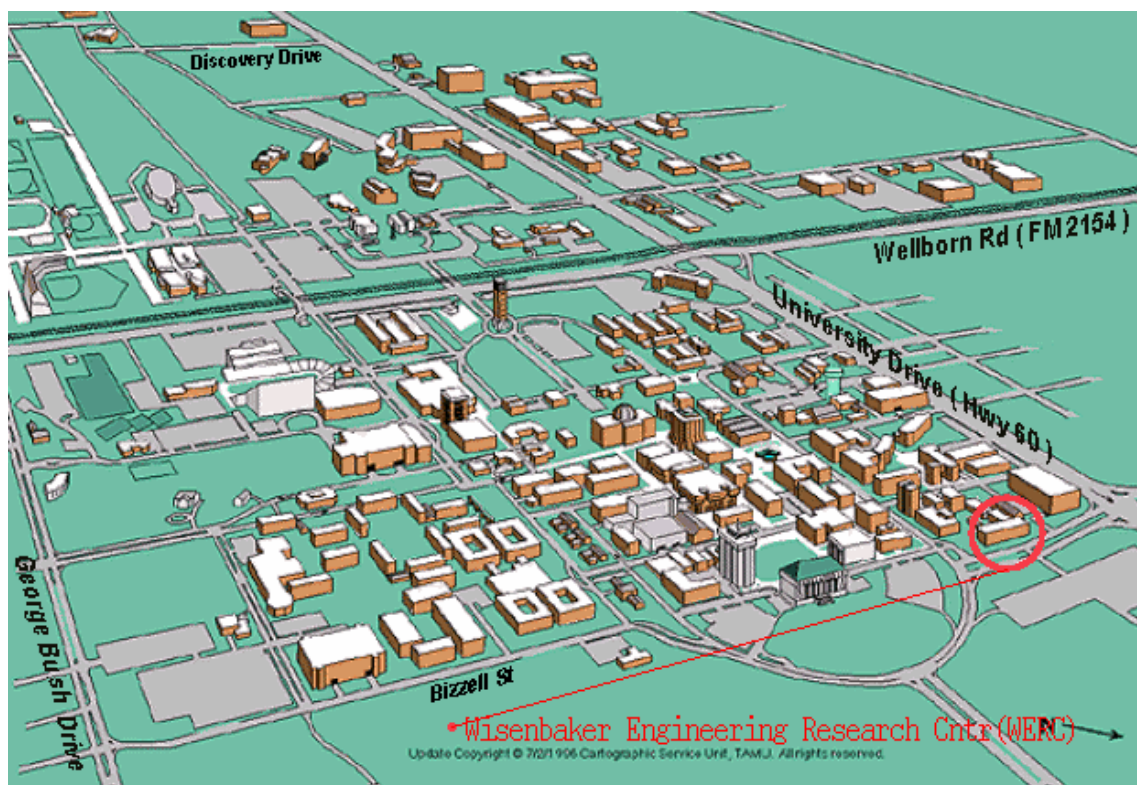 Discovery Drive
Wellborn Rd ( FM 2154 )
University Drive ( Hwy 60 )
George Bush Drive
Bizzell St
Wisenbaker Engineering Research Cntr(WERC)
N
Update Copyright © 7/2/1996 Cartographic Service Unit, TAMU. All rights reserved.